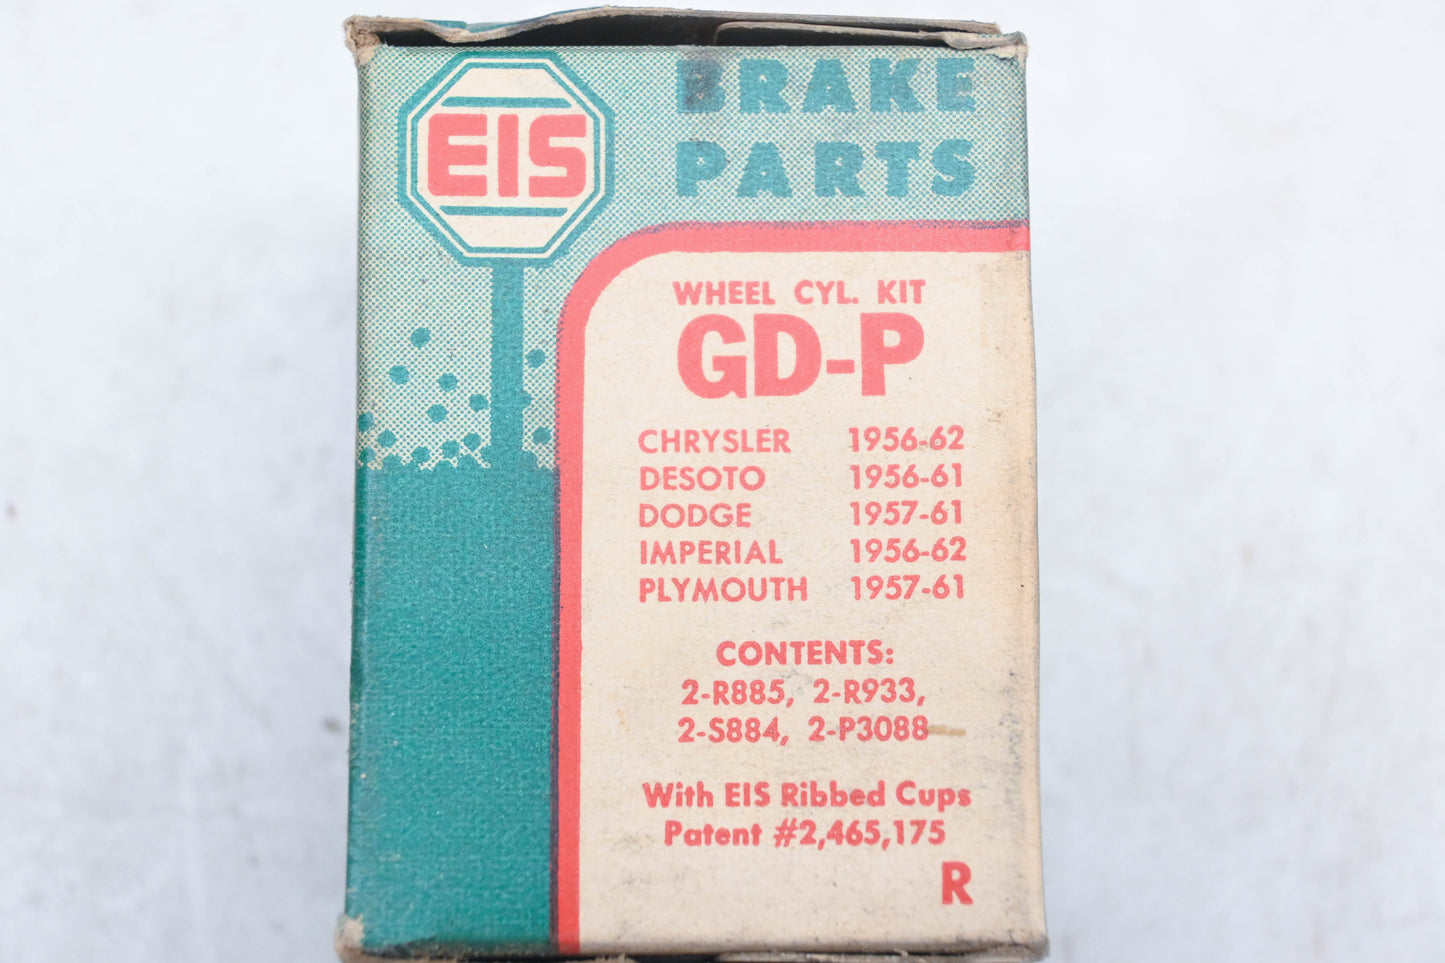 EIS
BRAKE
PARTS
WHEEL CYL. KIT
GD-P
CHRYSLER 1956-62
DESOTO 1956-61
DODGE 1957-61
IMPERIAL 1956-62
PLYMOUTH 1957-61
CONTENTS:
2-R885, 2-R933,
2-S884, 2-P3088
With EIS Ribbed Cups
Patent #2,465,175
R